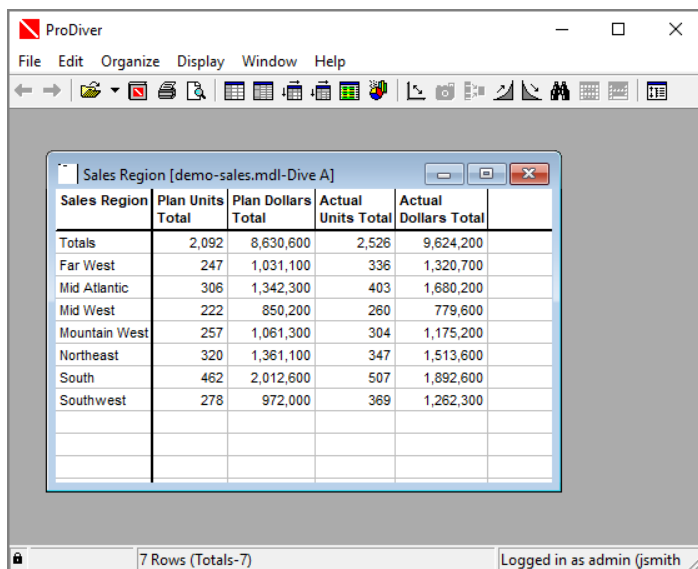 ProDiver
File Edit Organize Display Window Help
Sales Region [demo-sales.mdl-Dive A]
Sales Region Plan Units Total Plan Dollars Total Actual Units Total Actual Dollars Total
Totals 2,092 8,630,600 2,526 9,624,200
Far West 247 1,031,100 336 1,320,700
Mid Atlantic 306 1,342,300 403 1,680,200
Mid West 222 850,200 260 779,600
Mountain West 257 1,061,300 304 1,175,200
Northeast 320 1,361,100 347 1,513,600
South 462 2,012,600 507 1,892,600
Southwest 278 972,000 369 1,262,300
7 Rows (Totals-7) Logged in as admin (jsmith